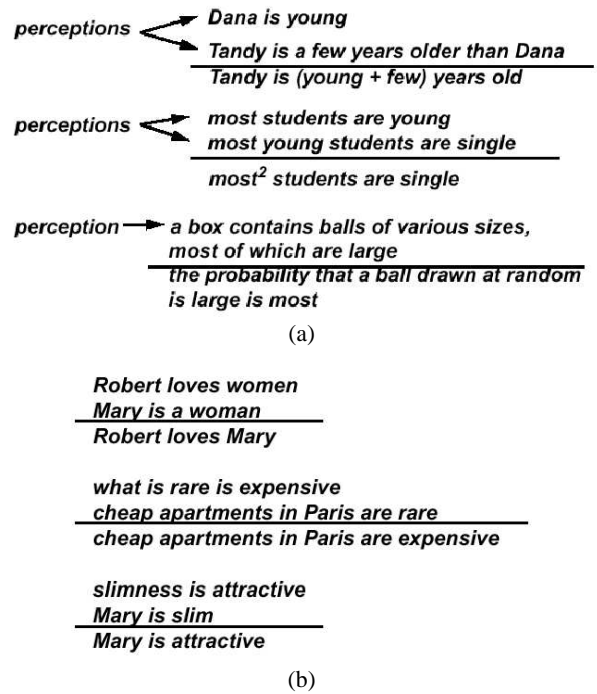 perceptions
Dana is young
Tandy is a few years older than Dana
Tandy is (young + few) years old
perceptions
most students are young
most young students are single
most² students are single
perception
a box contains balls of various sizes,
most of which are large
the probability that a ball drawn at random
is large is most
(a)
Robert loves women
Mary is a woman
Robert loves Mary
what is rare is expensive
cheap apartments in Paris are rare
cheap apartments in Paris are expensive
slimness is attractive
Mary is slim
Mary is attractive
(b)